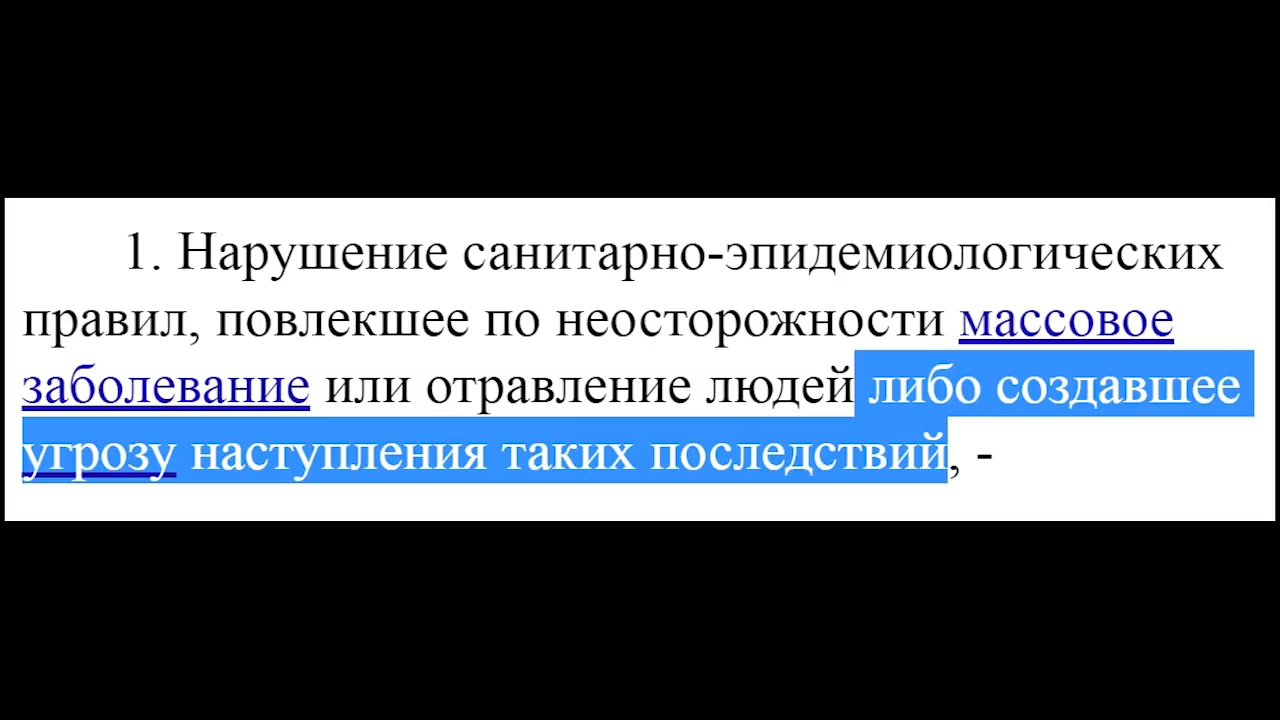 1. Нарушение санитарно-эпидемиологических
правил, повлекшее по неосторожности массовое
заболевание или отравление людей либо создавшее
угрозу наступления таких последствий, -